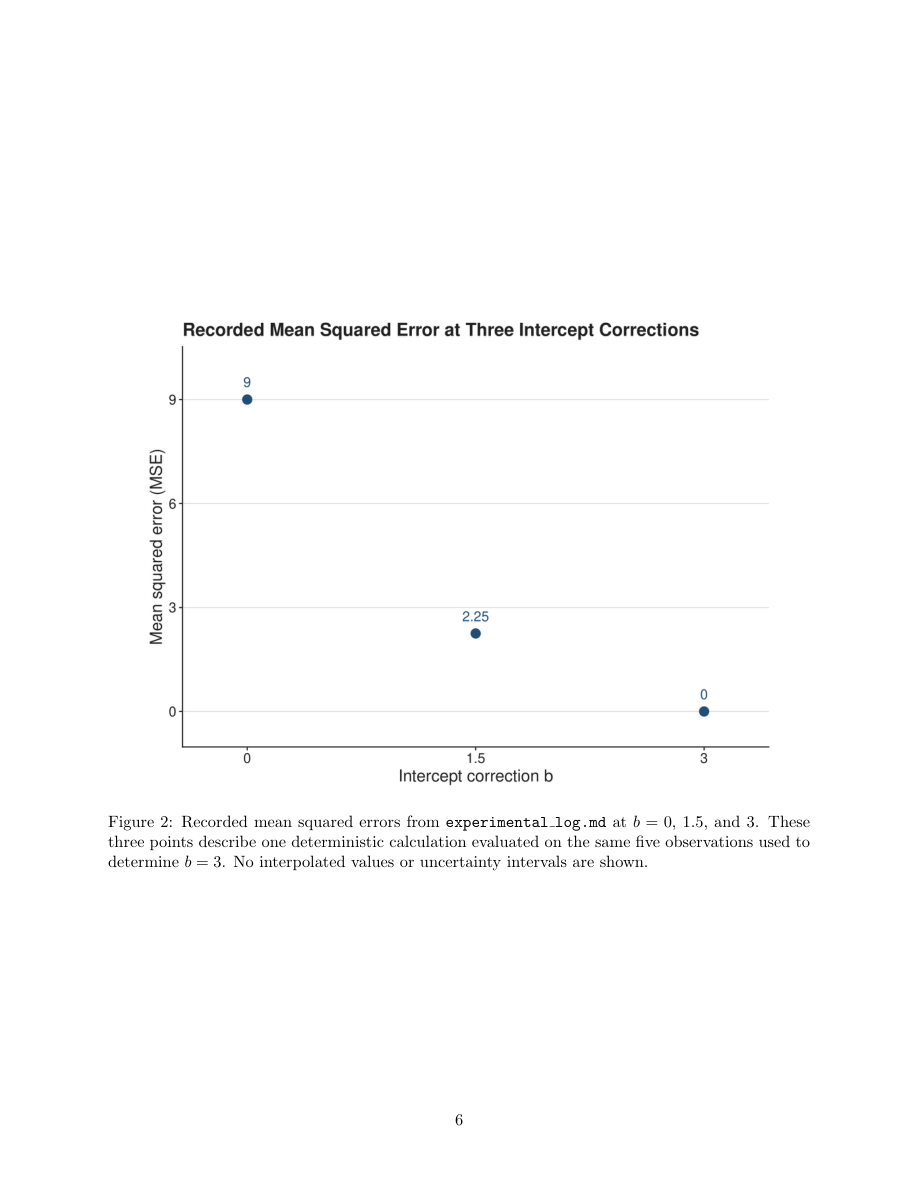 Recorded Mean Squared Error at Three Intercept Corrections
9
9
6
3
2.25
0
0
0
1.5
3
Mean squared error (MSE)
Intercept correction b
Figure 2: Recorded mean squared errors from experimental_log.md at b = 0, 1.5, and 3. These
three points describe one deterministic calculation evaluated on the same five observations used to
determine b = 3. No interpolated values or uncertainty intervals are shown.
6